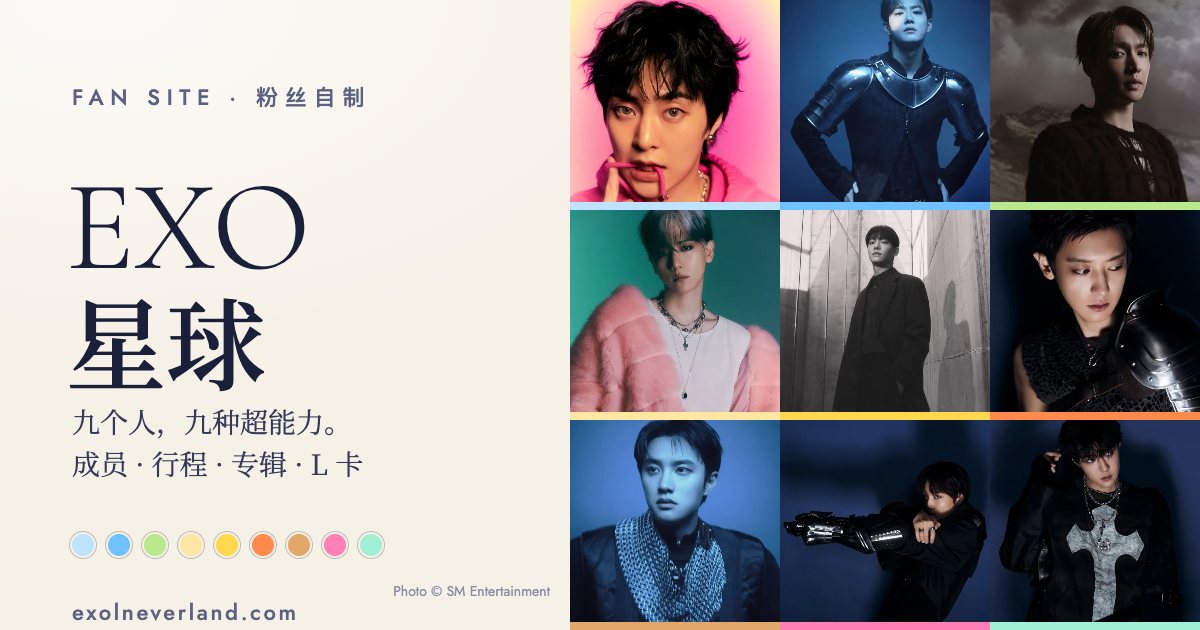 FAN SITE · 粉丝自制
EXO
星球
九个人，九种超能力。
成员 · 行程 · 专辑 · L 卡
Photo © SM Entertainment
exolneverland.com